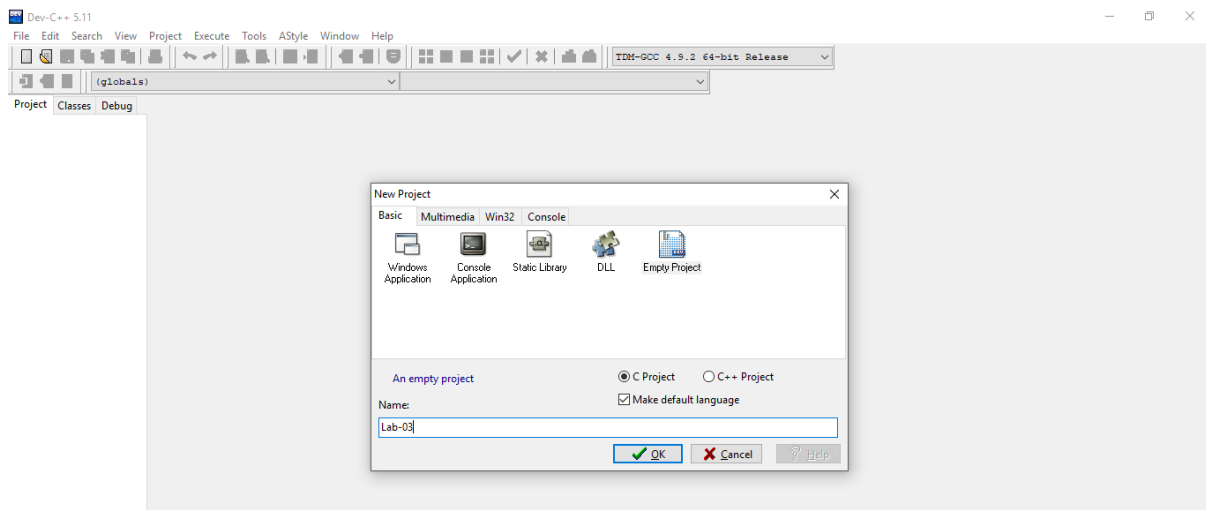 Dev-C++ 5.11
File Edit Search View Project Execute Tools AStyle Window Help
TDM-GCC 4.9.2 64-bit Release
(globals)
Project Classes Debug
New Project
Basic Multimedia Win32 Console
Windows Application
Console Application
Static Library
DLL
Empty Project
An empty project
C Project C++ Project
Name:
Make default language
Lab-03
OK Cancel Help